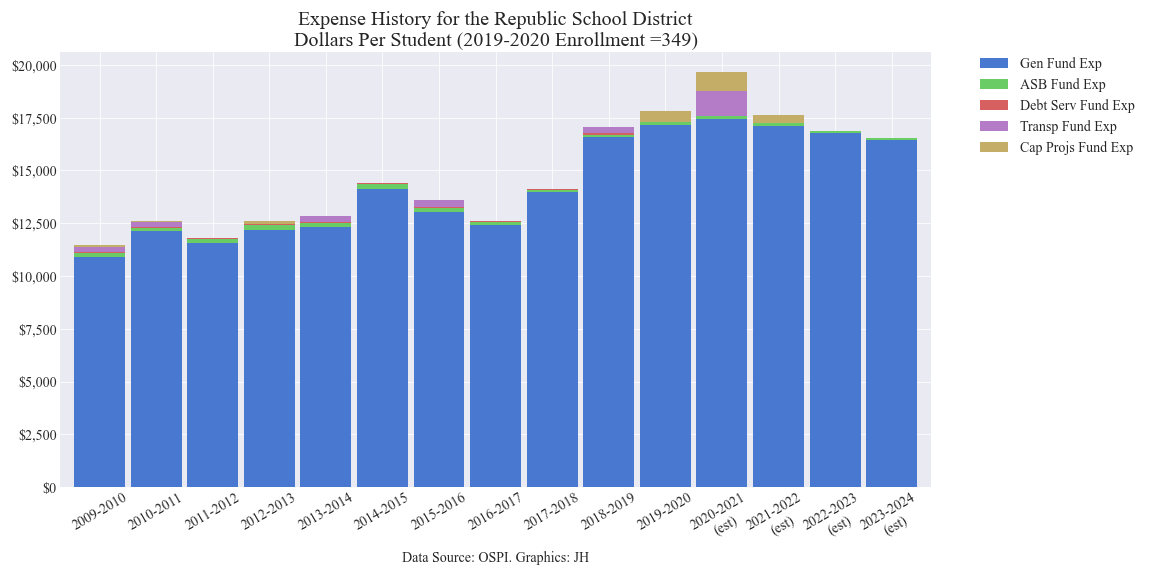 Expense History for the Republic School District
Dollars Per Student (2019-2020 Enrollment =349)
$20,000
$17,500
$15,000
$12,500
$10,000
$7,500
$5,000
$2,500
$0
Gen Fund Exp
ASB Fund Exp
Debt Serv Fund Exp
Transp Fund Exp
Cap Projs Fund Exp
2009-2010
2010-2011
2011-2012
2012-2013
2013-2014
2014-2015
2015-2016
2016-2017
2017-2018
2018-2019
2019-2020
2020-2021
(est)
2021-2022
(est)
2022-2023
(est)
2023-2024
(est)
Data Source: OSPI. Graphics: JH